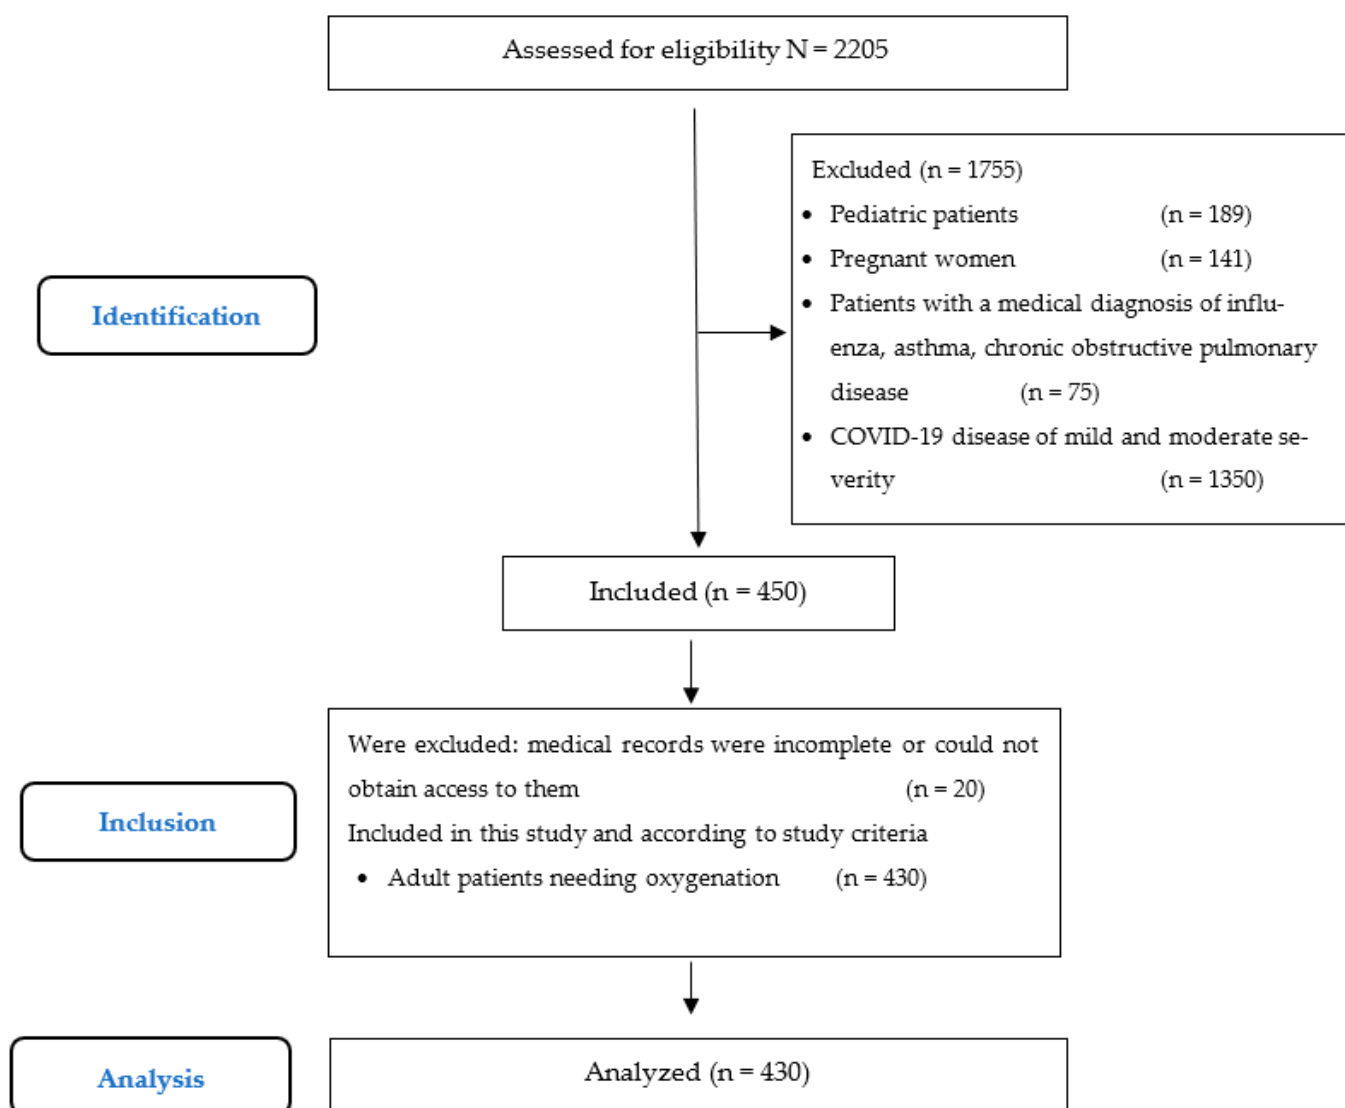 Assessed for eligibility N = 2205
Excluded (n = 1755)
• Pediatric patients (n = 189)
• Pregnant women (n = 141)
• Patients with a medical diagnosis of influ-
enza, asthma, chronic obstructive pulmonary
disease (n = 75)
• COVID-19 disease of mild and moderate se-
verity (n = 1350)
Identification
Included (n = 450)
Were excluded: medical records were incomplete or could not
obtain access to them (n = 20)
Included in this study and according to study criteria
• Adult patients needing oxygenation (n = 430)
Inclusion
Analyzed (n = 430)
Analysis